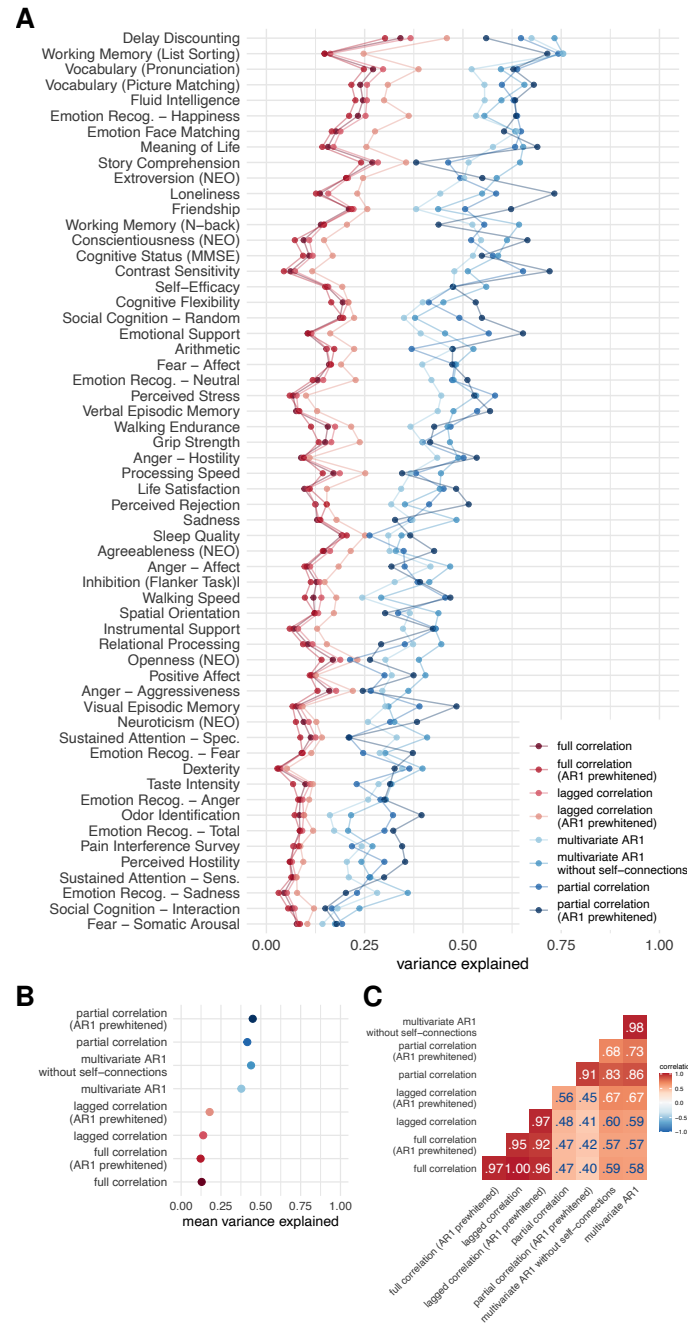 A
Delay Discounting
Working Memory (List Sorting)
Vocabulary (Pronunciation)
Vocabulary (Picture Matching)
Fluid Intelligence
Emotion Recog. − Happiness
Emotion Face Matching
Meaning of Life
Story Comprehension
Extroversion (NEO)
Loneliness
Friendship
Working Memory (N−back)
Conscientiousness (NEO)
Cognitive Status (MMSE)
Contrast Sensitivity
Self−Efficacy
Cognitive Flexibility
Social Cognition − Random
Emotional Support
Arithmetic
Fear − Affect
Emotion Recog. − Neutral
Perceived Stress
Verbal Episodic Memory
Walking Endurance
Grip Strength
Anger − Hostility
Processing Speed
Life Satisfaction
Perceived Rejection
Sadness
Sleep Quality
Agreeableness (NEO)
Anger − Affect
Inhibition (Flanker Task)l
Walking Speed
Spatial Orientation
Instrumental Support
Relational Processing
Openness (NEO)
Positive Affect
Anger − Aggressiveness
Visual Episodic Memory
Neuroticism (NEO)
Sustained Attention − Spec.
Emotion Recog. − Fear
Dexterity
Taste Intensity
Emotion Recog. − Anger
Odor Identification
Emotion Recog. − Total
Pain Interference Survey
Perceived Hostility
Sustained Attention − Sens.
Emotion Recog. − Sadness
Social Cognition − Interaction
Fear − Somatic Arousal
0.00 0.25 0.50 0.75 1.00
variance explained
full correlation
full correlation
(AR1 prewhitened)
lagged correlation
lagged correlation
(AR1 prewhitened)
multivariate AR1
multivariate AR1
without self−connections
partial correlation
partial correlation
(AR1 prewhitened)
B
partial correlation
(AR1 prewhitened)
partial correlation
multivariate AR1
without self−connections
multivariate AR1
lagged correlation
(AR1 prewhitened)
lagged correlation
full correlation
(AR1 prewhitened)
full correlation
0.00 0.25 0.50 0.75 1.00
mean variance explained
C
multivariate AR1
without self−connections
.98
partial correlation
(AR1 prewhitened)
.68 .73
partial correlation
.91 .83 .86
lagged correlation
(AR1 prewhitened)
.56 .45 .67 .67
lagged correlation
.97 .48 .41 .60 .59
full correlation
(AR1 prewhitened)
.95 .92 .47 .42 .57 .57
full correlation
.97 1.00 .96 .47 .40 .59 .58
full correlation (AR1 prewhitened)
lagged correlation
lagged correlation (AR1 prewhitened)
partial correlation
partial correlation (AR1 prewhitened)
multivariate AR1 without self−connections
multivariate AR1
1.0
0.5
0.0
−0.5
−1.0